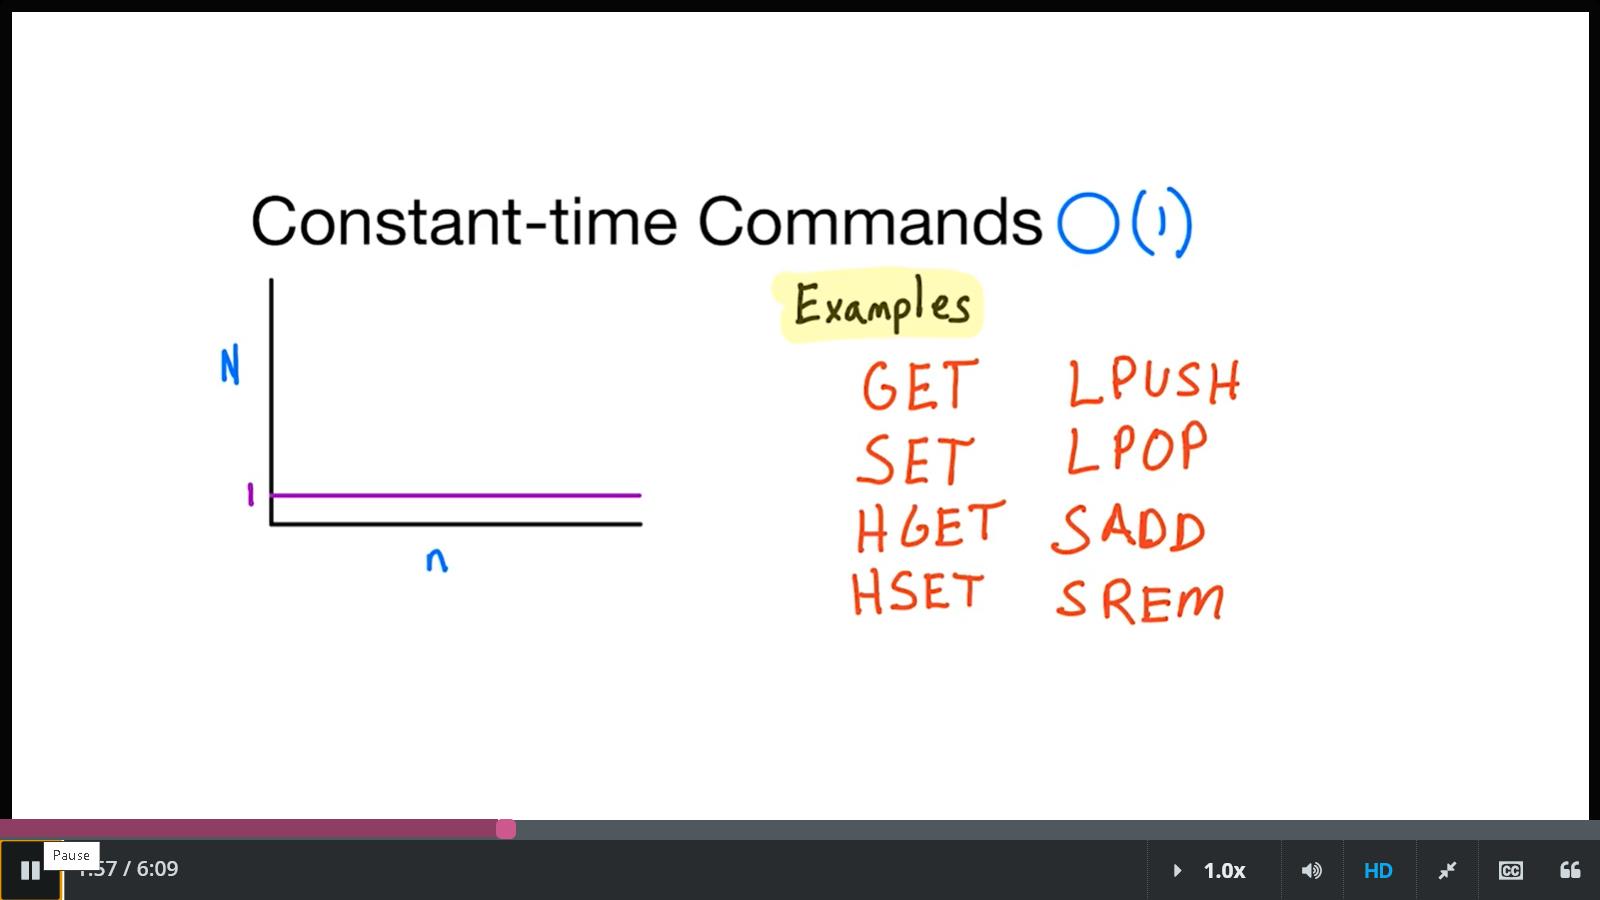 Constant-time Commands O(1)
Examples
N
1
n
GET LPUSH
SET LPOP
HGET SADD
HSET SREM
Pause
:57 / 6:09
1.0x
HD
CC